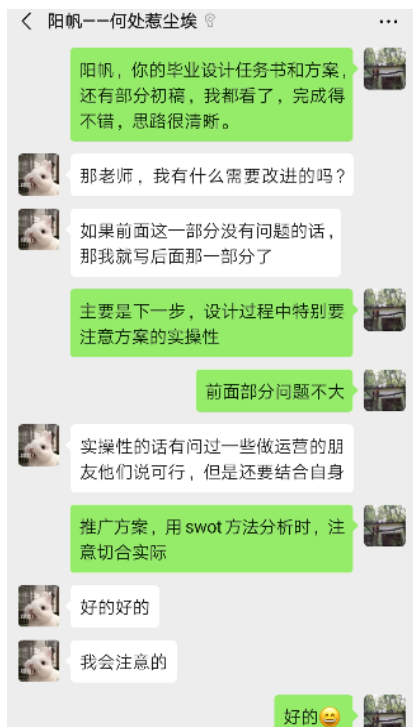 阳帆——何处惹尘埃
阳帆，你的毕业设计任务书和方案，
还有部分初稿，我都看了，完成得
不错，思路很清晰。
那老师，我有什么需要改进的吗？
如果前面这一部分没有问题的话，
那我就写后面那一部分了
主要是下一步，设计过程中特别要
注意方案的实操性
前面部分问题不大
实操性的话有问过一些做运营的朋
友他们说可行，但是还要结合自身
推广方案，用 swot 方法分析时，注
意切合实际
好的好的
我会注意的
好的😄